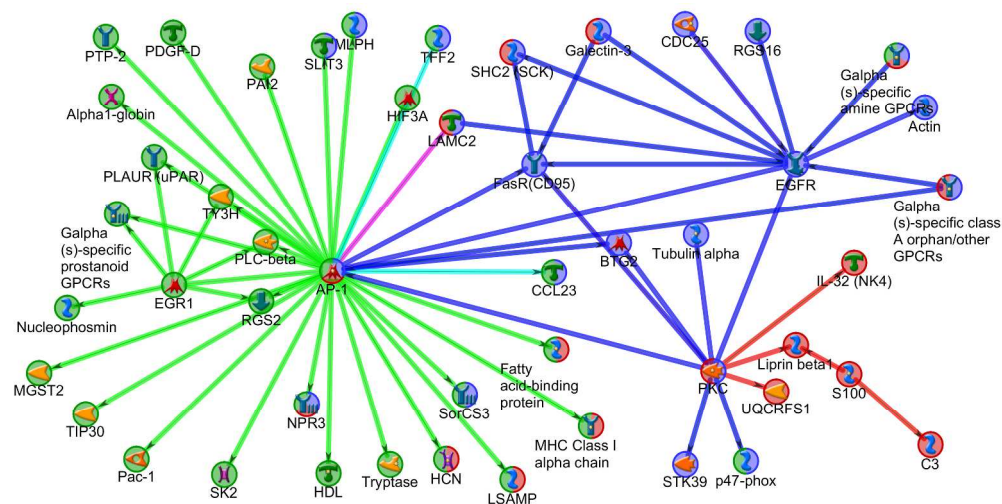 PTP-2
PDGF-D
PAI2
SLIT3
MLPH
TFF2
Galectin-3
CDC25
RGS16
SHC2 (SCK)
Galpha
(s)-specific
amine GPCRs
Alpha1-globin
HIF3A
LAMC2
Actin
PLAUR (uPAR)
FasR(CD95)
EGFR
TY3H
Galpha
(s)-specific class
A orphan/other
GPCRs
Galpha
(s)-specific
prostanoid
GPCRs
PLC-beta
BTG2
Tubulin alpha
AP-1
CCL23
IL-32 (NK4)
EGR1
RGS2
Nucleophosmin
Fatty
acid-binding
protein
Liprin beta1
MGST2
PKC
UQCRFS1
S100
TIP30
NPR3
SorCS3
MHC Class I
alpha chain
Pac-1
SK2
HDL
Tryptase
HCN
LSAMP
STK39
p47-phox
C3